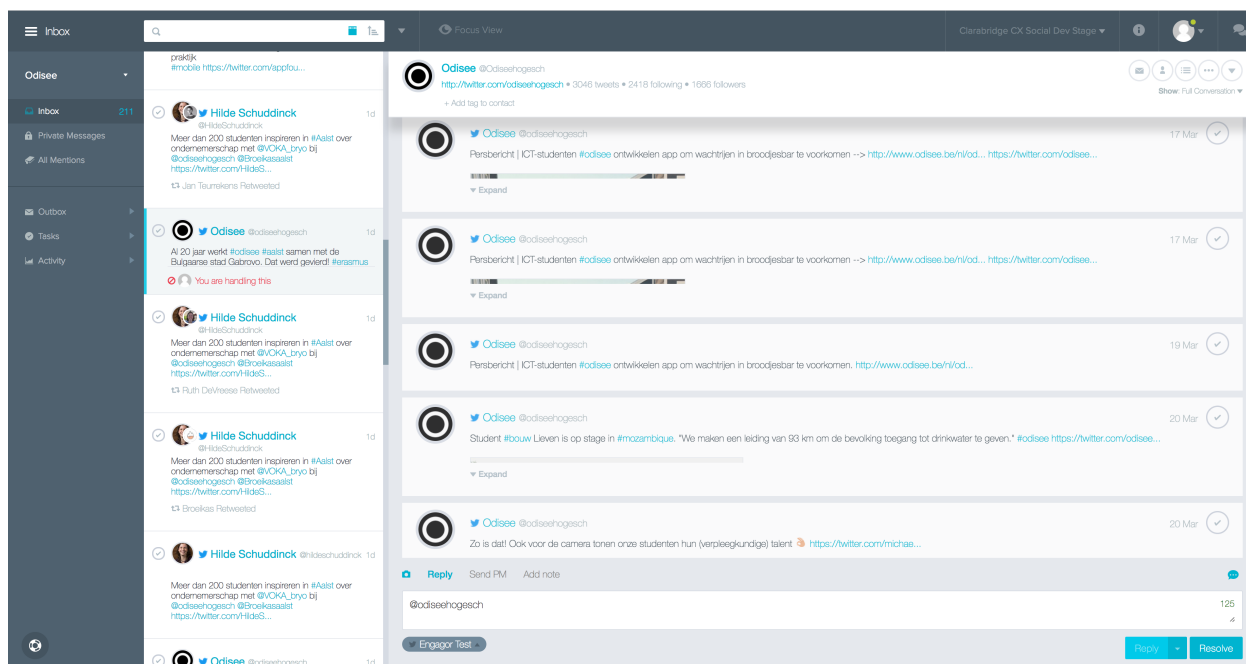 Inbox
Focus View
Clarabridge CX Social Dev Stage
Odisee
Inbox 211
Private Messages
All Mentions
Outbox
Tasks
Activity
praktijk
#mobile https://twitter.com/appfou...
Hilde Schuddinck 1d
@HildeSchuddinck
Meer dan 200 studenten inspireren in #Aalst over
ondernemerschap met @VOKA_bryo bij
@odiseehogesch @Broeikasaalst
https://twitter.com/HildeS...
Jan Teurrekens Retweeted
Odisee @odiseehogesch 1d
Al 20 jaar werkt #odisee #aalst samen met de
Bulgaarse stad Gabrovo. Dat werd gevierd! #erasmus
You are handling this
Hilde Schuddinck 1d
@HildeSchuddinck
Meer dan 200 studenten inspireren in #Aalst over
ondernemerschap met @VOKA_bryo bij
@odiseehogesch @Broeikasaalst
https://twitter.com/HildeS...
Ruth DeVreese Retweeted
Hilde Schuddinck 1d
@HildeSchuddinck
Meer dan 200 studenten inspireren in #Aalst over
ondernemerschap met @VOKA_bryo bij
@odiseehogesch @Broeikasaalst
https://twitter.com/HildeS...
Broeikas Retweeted
Hilde Schuddinck @hildeschuddinck 1d
Meer dan 200 studenten inspireren in #Aalst over
ondernemerschap met @VOKA_bryo bij
@odiseehogesch @Broeikasaalst
https://twitter.com/HildeS...
Odisee @odiseehogesch 1d
Odisee @Odiseehogesch
http://twitter.com/odiseehogesch • 3046 tweets • 2418 following • 1666 followers
+ Add tag to contact
Show: Full Conversation
Odisee @odiseehogesch 17 Mar
Persbericht | ICT-studenten #odisee ontwikkelen app om wachtrijen in broodjesbar te voorkomen --> http://www.odisee.be/nl/od... https://twitter.com/odisee...
Expand
Odisee @odiseehogesch 17 Mar
Persbericht | ICT-studenten #odisee ontwikkelen app om wachtrijen in broodjesbar te voorkomen --> http://www.odisee.be/nl/od... https://twitter.com/odisee...
Expand
Odisee @odiseehogesch 19 Mar
Persbericht | ICT-studenten #odisee ontwikkelen app om wachtrijen in broodjesbar te voorkomen. http://www.odisee.be/nl/od...
Odisee @odiseehogesch 20 Mar
Student #bouw Lieven is op stage in #mozambique. "We maken een leiding van 93 km om de bevolking toegang tot drinkwater te geven." #odisee https://twitter.com/odisee...
...
Expand
Odisee @odiseehogesch 20 Mar
Zo is dat! Ook voor de camera tonen onze studenten hun (verpleegkundige) talent 👌 https://twitter.com/michae...
Reply Send PM Add note
@odiseehogesch 125
Engagor Test
Reply Resolve